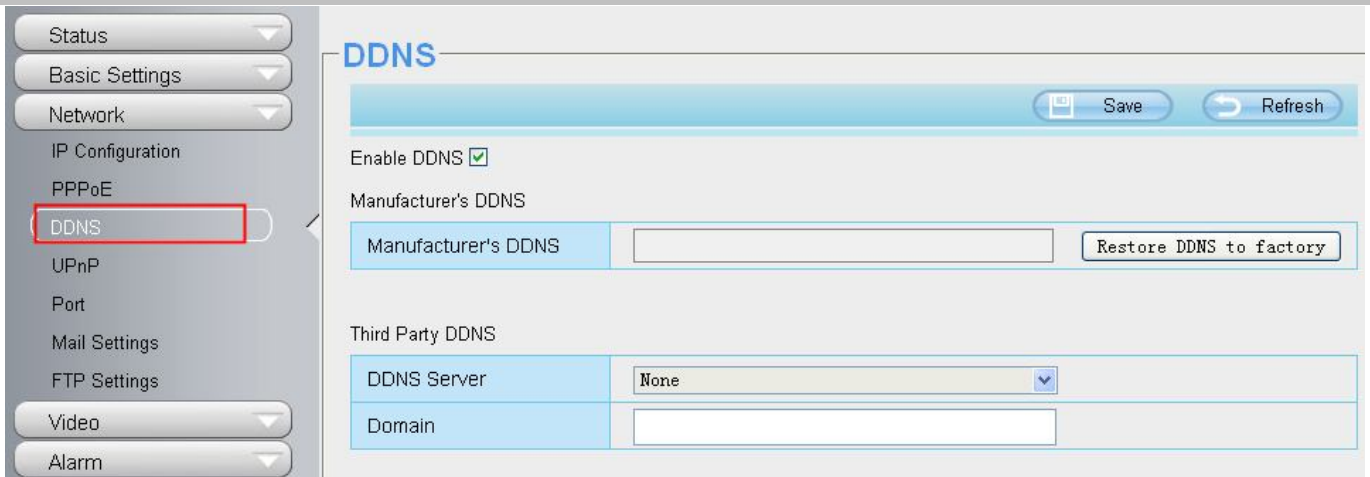 Status
Basic Settings
Network
IP Configuration
PPPoE
DDNS
UPnP
Port
Mail Settings
FTP Settings
Video
Alarm
DDNS
Save Refresh
Enable DDNS
Manufacturer's DDNS
Manufacturer's DDNS Restore DDNS to factory
Third Party DDNS
DDNS Server None
Domain